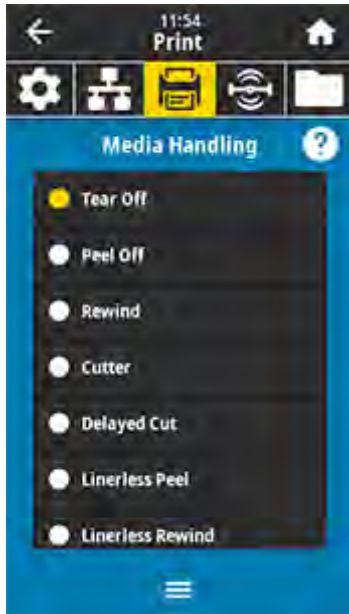 11:54
Print
Media Handling
?
Tear Off
Peel Off
Rewind
Cutter
Delayed Cut
Linerless Peel
Linerless Rewind